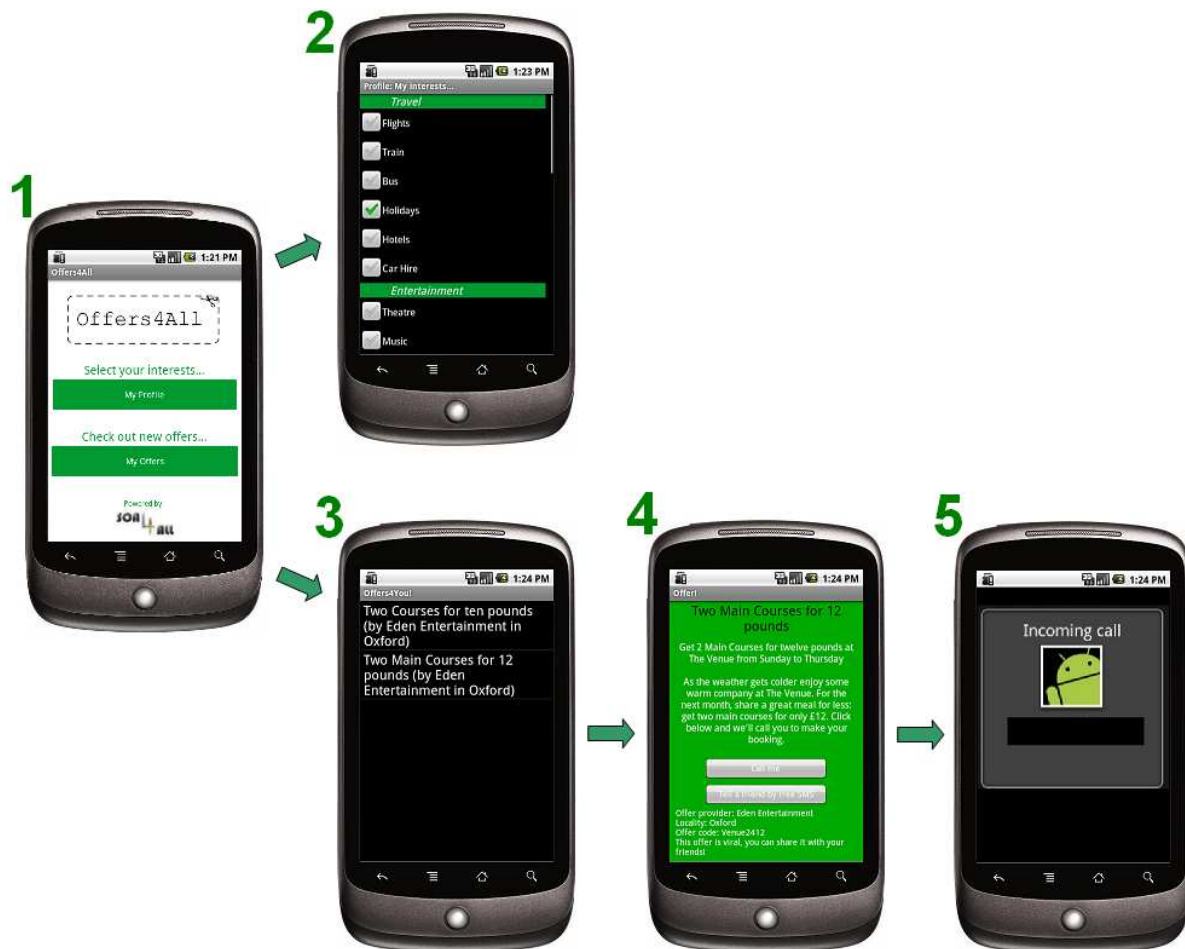 1
1:21 PM
Offers4All
Offers4All
Select your interests...
My Profile
Check out new offers...
My Offers
Powered by
SOA4ALL
2
1:23 PM
Profile: My interests...
Travel
Flights
Train
Bus
Holidays
Hotels
Car Hire
Entertainment
Theatre
Music
3
1:24 PM
Offers4You!
Two Courses for ten pounds
(by Eden Entertainment in
Oxford)
Two Main Courses for 12
pounds (by Eden
Entertainment in Oxford)
4
1:24 PM
Offer!
Two Main Courses for 12
pounds
Get 2 Main Courses for twelve pounds at
The Venue from Sunday to Thursday
As the weather gets colder enjoy some
warm company at The Venue. For the
next month, share a great meal for less:
get two main courses for only £12. Click
below and we'll call you to make your
booking.
Call me
Tell a friend by free SMS
Offer provider: Eden Entertainment
Locality: Oxford
Offer code: Venue2412
This offer is viral, you can share it with your
friends!
5
1:24 PM
Incoming call